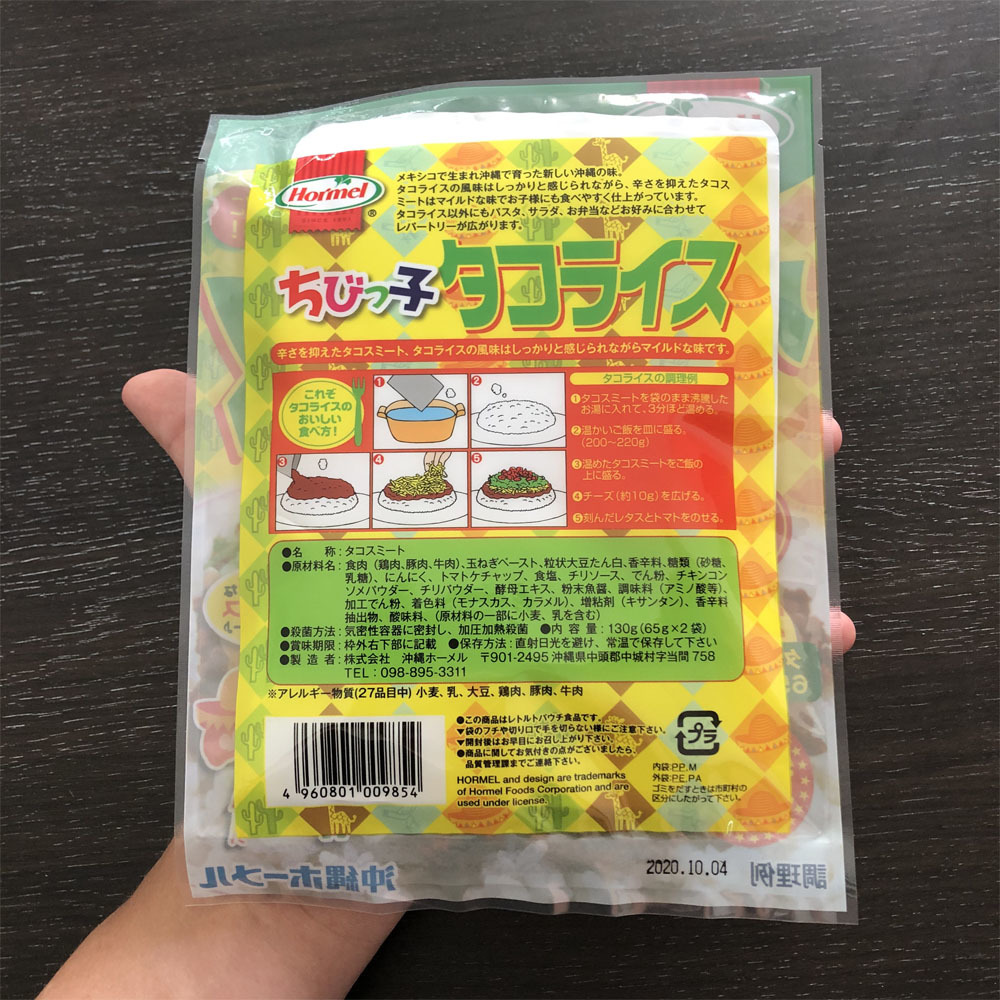 Hormel
SINCE 1891
®
メキシコで生まれ沖縄で育った新しい沖縄の味。
タコライスの風味はしっかりと感じられながら、辛さを抑えたタコス
ミートはマイルドな味でお子様にも食べやすく仕上がっています。
タコライス以外にもパスタ、サラダ、お弁当などお好みに合わせて
レパートリーが広がります。
ちびっ子タコライス
辛さを抑えたタコスミート、タコライスの風味はしっかりと感じられながらマイルドな味です。
これぞ
タコライスの
おいしい
食べ方!
1
2
3
4
5
タコライスの調理例
①タコスミートを袋のまま沸騰した
お湯に入れて、3分ほど温める。
②温かいご飯を皿に盛る。
(200〜220g)
③温めたタコスミートをご飯の
上に盛る。
④チーズ(約10g)を広げる。
⑤刻んだレタスとトマトをのせる。
●名 称:タコスミート
●原材料名:食肉(鶏肉、豚肉、牛肉)、玉ねぎペースト、粒状大豆たん白、香辛料、糖類(砂糖、
乳糖)、にんにく、トマトケチャップ、食塩、チリソース、でん粉、チキンコン
ソメパウダー、チリパウダー、酵母エキス、粉末魚醤、調味料(アミノ酸等)、
加工でん粉、着色料(モナスカス、カラメル)、増粘剤(キサンタン)、香辛料
抽出物、酸味料、(原材料の一部に小麦、乳を含む)
●殺菌方法:気密性容器に密封し、加圧加熱殺菌 ●内容量:130g(65g×2袋)
●賞味期限:枠外右下部に記載 ●保存方法:直射日光を避け、常温で保存して下さい
●製造者:株式会社 沖縄ホーメル 〒901-2495 沖縄県中頭郡中城村字当間 758
TEL:098-895-3311
※アレルギー物質(27品目中) 小麦、乳、大豆、鶏肉、豚肉、牛肉
4 960801 009854
●この商品はレトルトパウチ食品です。
▼袋のフチや切り口で手を切らない様にご注意下さい。
▼開封後はお早目にお召し上がり下さい。
●商品に関してお気付きの点がございましたら、
品質管理課までご連絡下さい。
HORMEL and design are trademarks
of Hormel Foods Corporation and are
used under license.
プラ
内袋:PP,M
外袋:PE,PA
ゴミをだすときは市町村の
区分にしたがって下さい。
沖縄ホーメル
2020.10.04
調理例